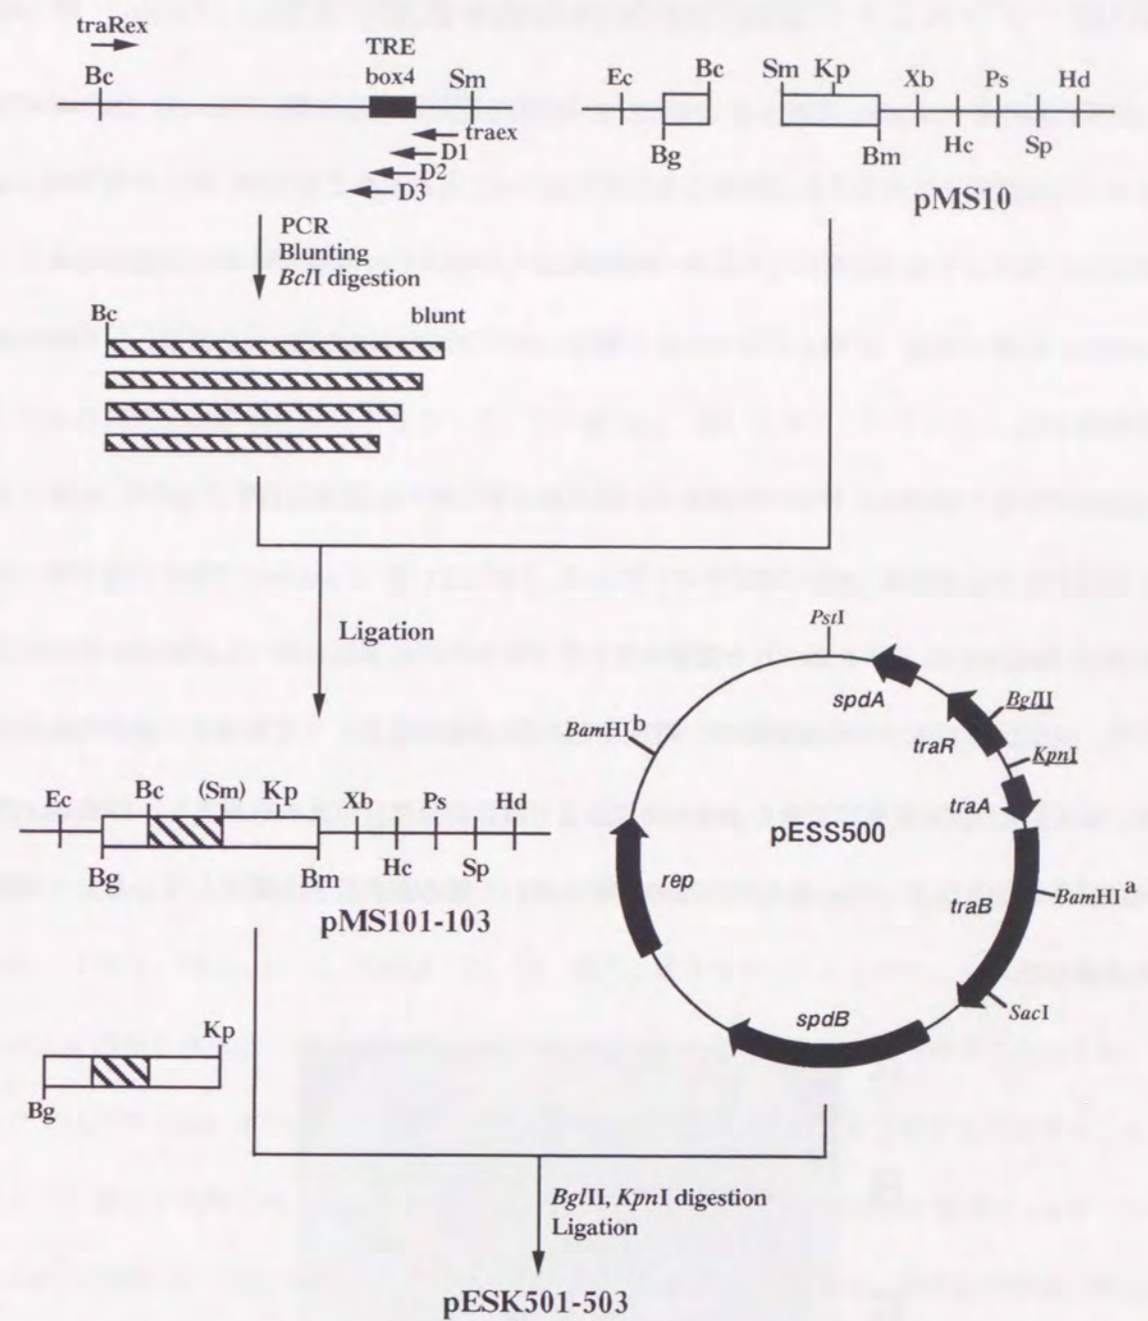 traRex
Bc
TRE
box4
Sm
traex
D1
D2
D3
Ec
Bg
Bc
Sm
Kp
Bm
Xb
Hc
Ps
Sp
Hd
pMS10
PCR
Blunting
BclI digestion
Bc
blunt
Ligation
Ec
Bg
Bc
(Sm)
Kp
Bm
Xb
Hc
Ps
Sp
Hd
pMS101-103
PstI
spdA
BglII
traR
KpnI
traA
BamHI b
pESS500
rep
traB
BamHI a
SacI
spdB
Kp
Bg
BglII, KpnI digestion
Ligation
pESK501-503